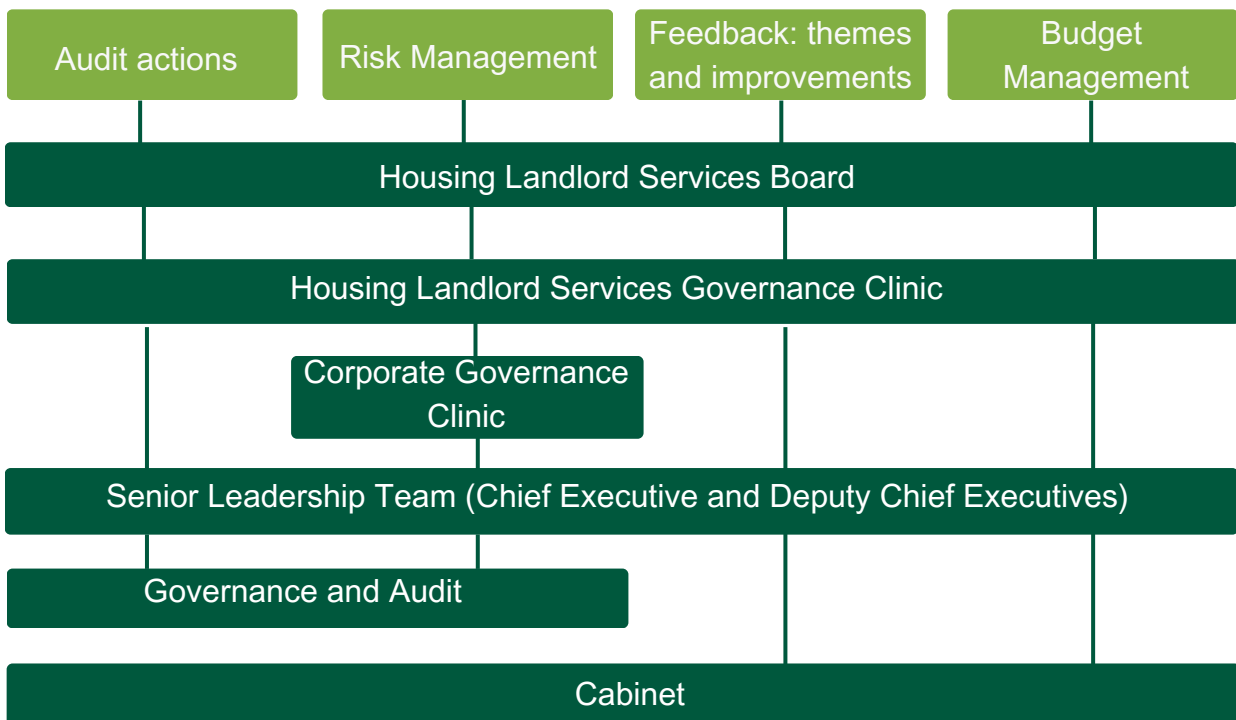 Audit actions
Risk Management
Feedback: themes
and improvements
Budget
Management
Housing Landlord Services Board
Housing Landlord Services Governance Clinic
Corporate Governance
Clinic
Senior Leadership Team (Chief Executive and Deputy Chief Executives)
Governance and Audit
Cabinet